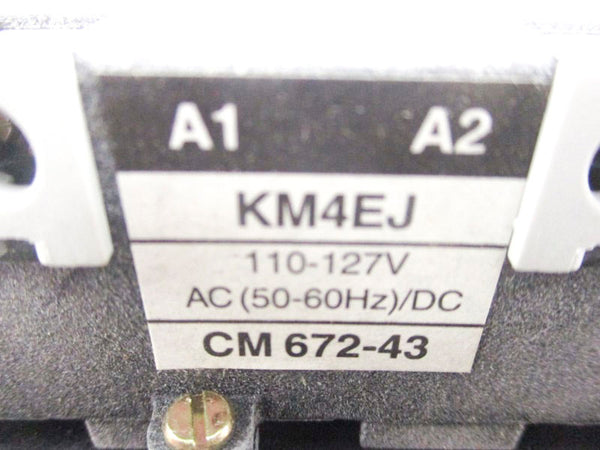 A1 A2
KM4EJ
110-127V
AC (50-60Hz)/DC
CM 672-43